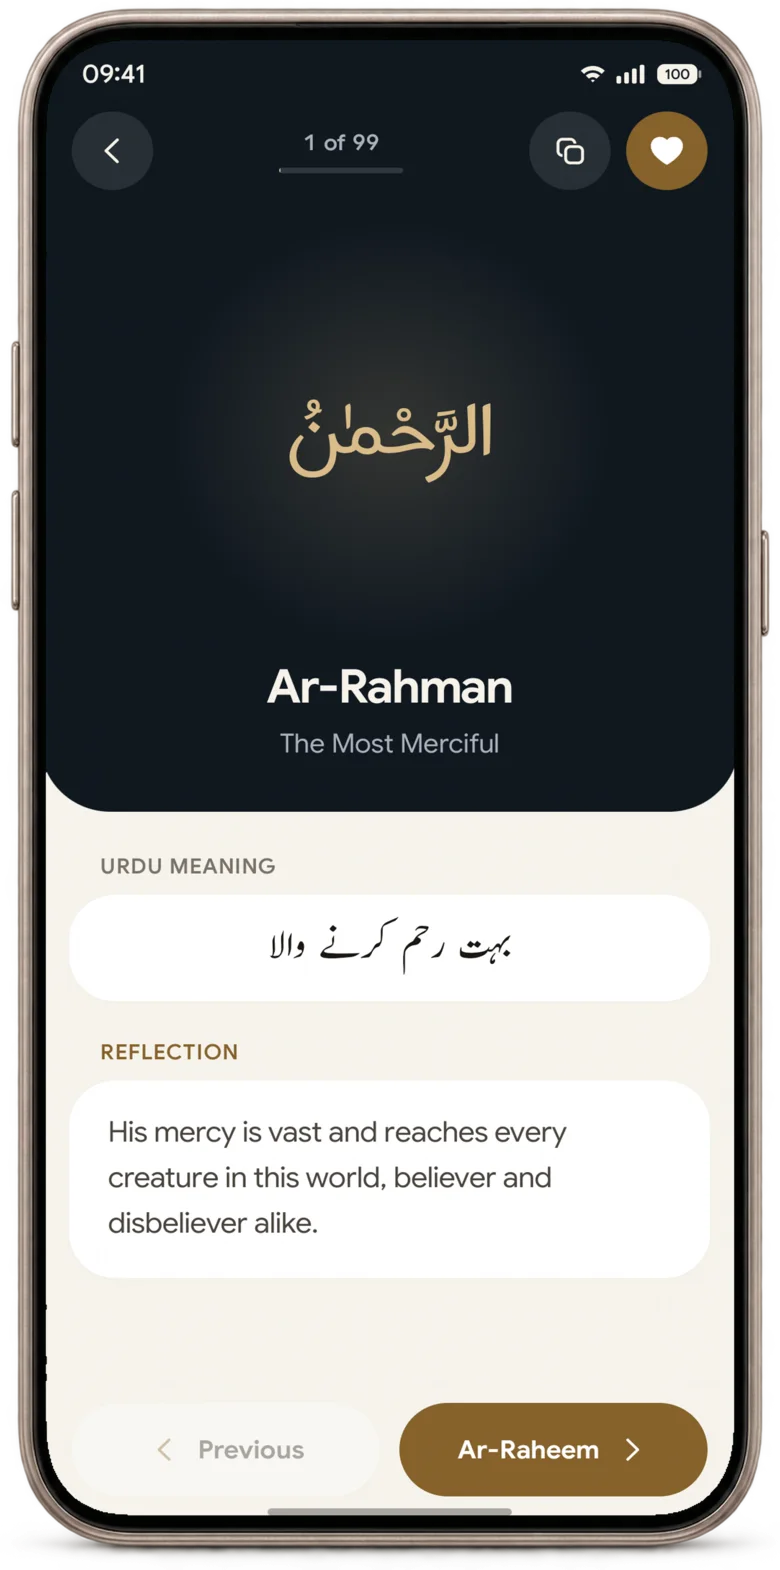 09:41
100
1 of 99
الرَّحْمٰنُ
Ar-Rahman
The Most Merciful
URDU MEANING
بہت رحم کرنے والا
REFLECTION
His mercy is vast and reaches every
creature in this world, believer and
disbeliever alike.
Previous
Ar-Raheem